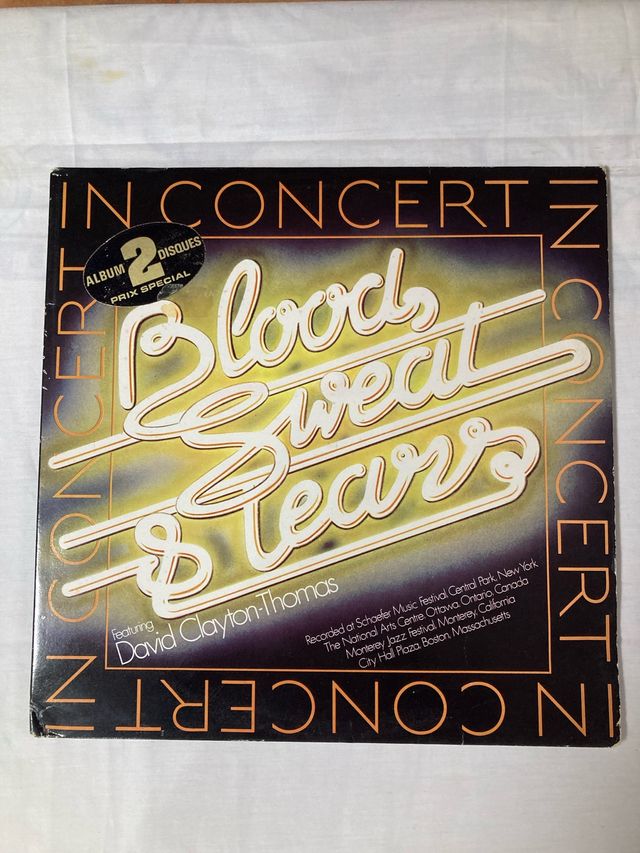 IN CONCERT
IN CONCERT
IN CONCERT
IN CONCERT
ALBUM 2 DISQUES
PRIX SPECIAL
Blood,
Sweat
& Tears
Featuring
David Clayton-Thomas
Recorded at Schaefer Music Festival, Central Park, New York
The National Arts Centre, Ottawa, Ontario, Canada
Monterey Jazz Festival, Monterey, California
City Hall Plaza, Boston, Massachusetts